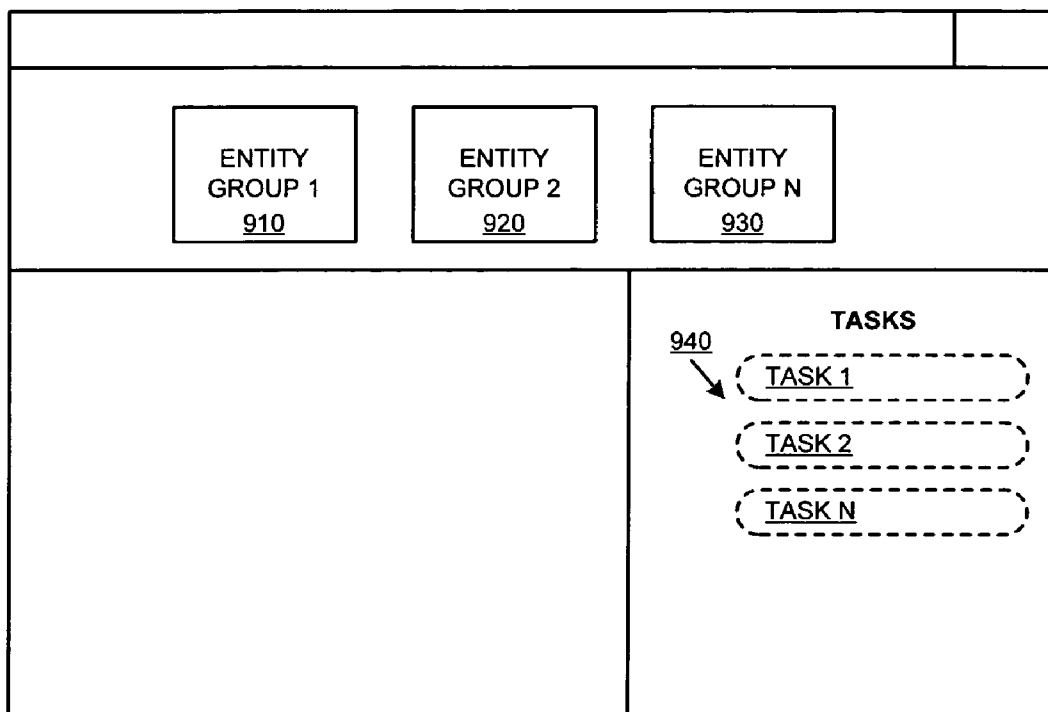 ENTITY
GROUP 1
910
ENTITY
GROUP 2
920
ENTITY
GROUP N
930
TASKS
940
TASK 1
TASK 2
TASK N